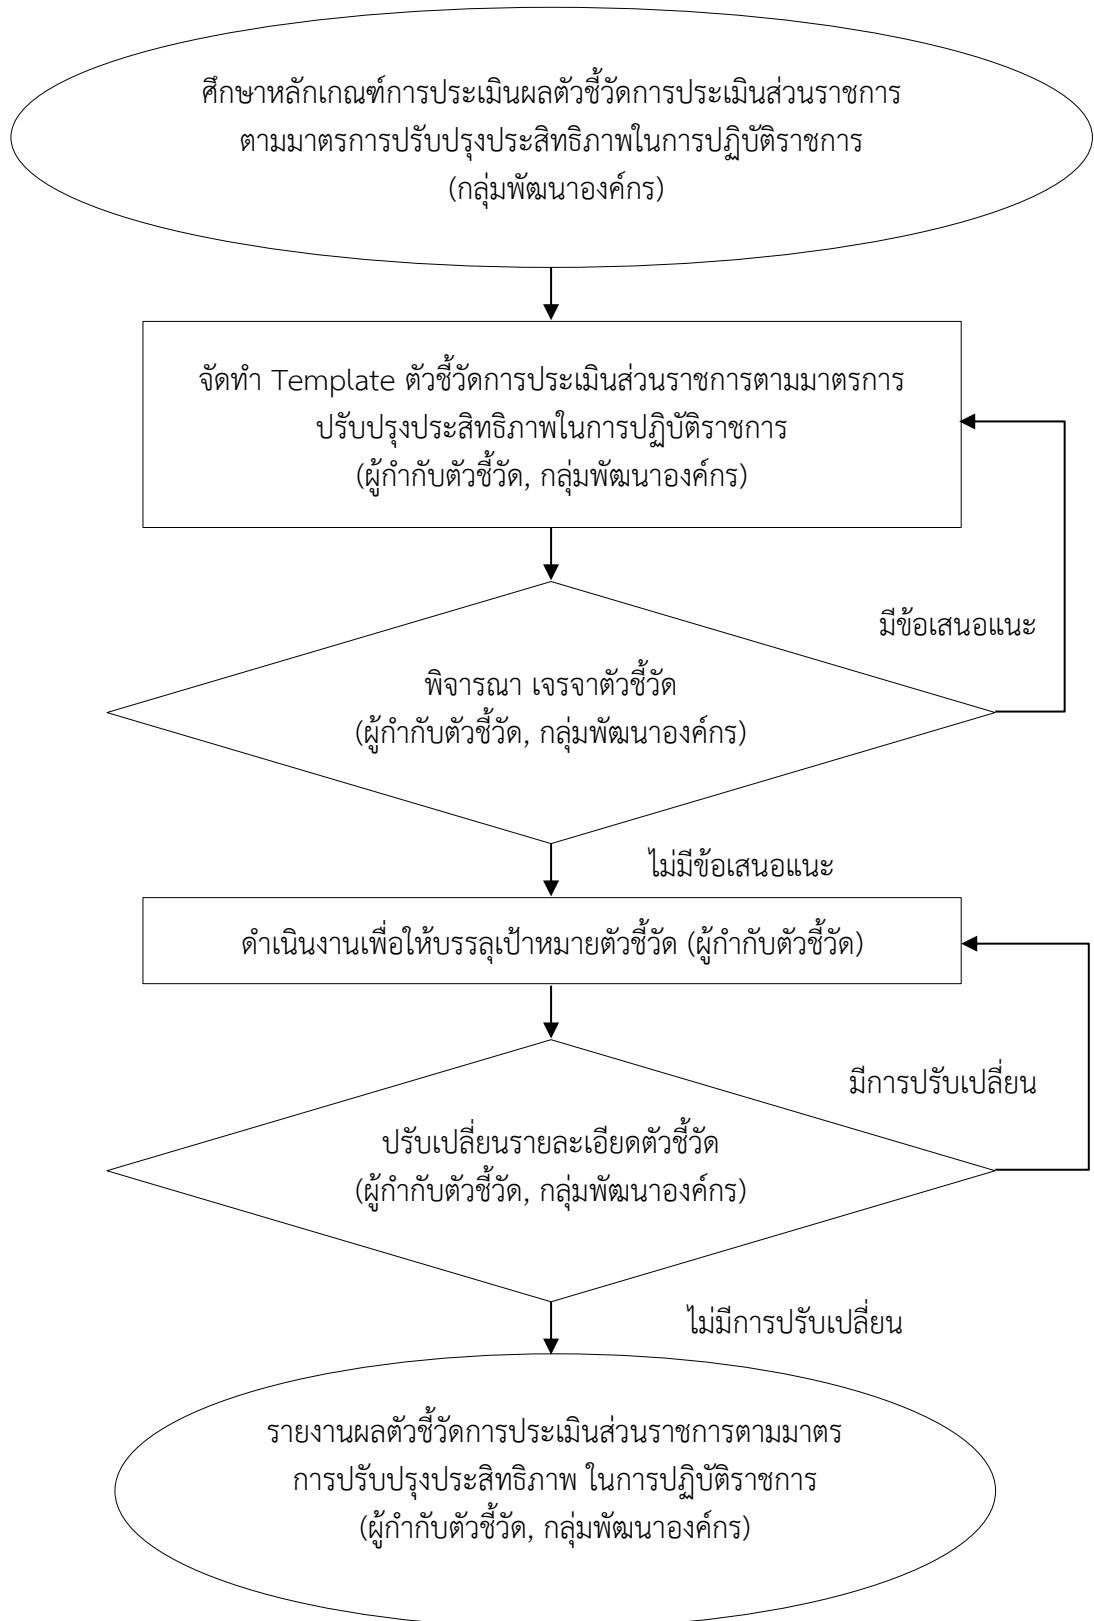 ศึกษาหลักเกณฑ์การประเมินผลตัวชี้วัดการประเมินส่วนราชการ
ตามมาตรการปรับปรุงประสิทธิภาพในการปฏิบัติราชการ
(กลุ่มพัฒนาองค์กร)
จัดทำ Template ตัวชี้วัดการประเมินส่วนราชการตามมาตรการ
ปรับปรุงประสิทธิภาพในการปฏิบัติราชการ
(ผู้กำกับตัวชี้วัด, กลุ่มพัฒนาองค์กร)
มีข้อเสนอแนะ
พิจารณา เจรจาตัวชี้วัด
(ผู้กำกับตัวชี้วัด, กลุ่มพัฒนาองค์กร)
ไม่มีข้อเสนอแนะ
ดำเนินงานเพื่อให้บรรลุเป้าหมายตัวชี้วัด (ผู้กำกับตัวชี้วัด)
มีการปรับเปลี่ยน
ปรับเปลี่ยนรายละเอียดตัวชี้วัด
(ผู้กำกับตัวชี้วัด, กลุ่มพัฒนาองค์กร)
ไม่มีการปรับเปลี่ยน
รายงานผลตัวชี้วัดการประเมินส่วนราชการตามมาตร
การปรับปรุงประสิทธิภาพ ในการปฏิบัติราชการ
(ผู้กำกับตัวชี้วัด, กลุ่มพัฒนาองค์กร)